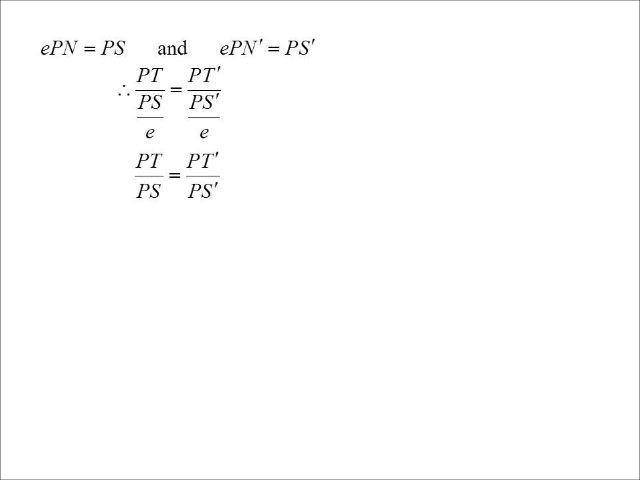 ePN = PS and ePN′ = PS′
∴ PT/(PS/e) = PT′/(PS′/e)
PT/PS = PT′/PS′